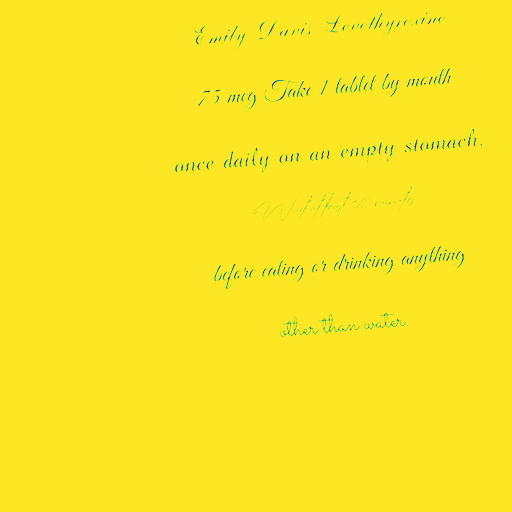 Emily Davis Levothyroxine
75 mcg Take 1 tablet by mouth
once daily on an empty stomach.
Wait at least 30 minutes
before eating or drinking anything
other than water.